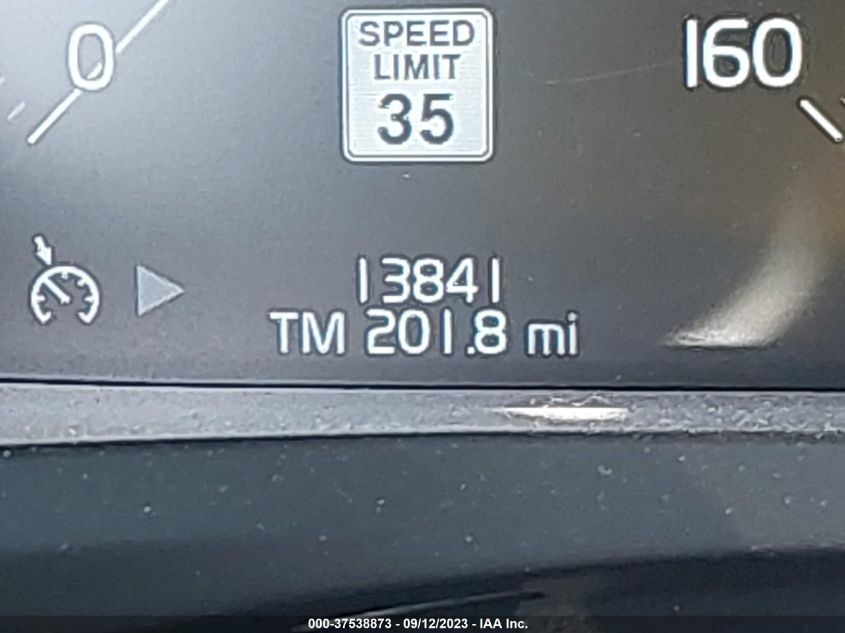 0
SPEED
LIMIT
35
160
13841
TM 201.8 mi
000-37538873 - 09/12/2023 - IAA Inc.